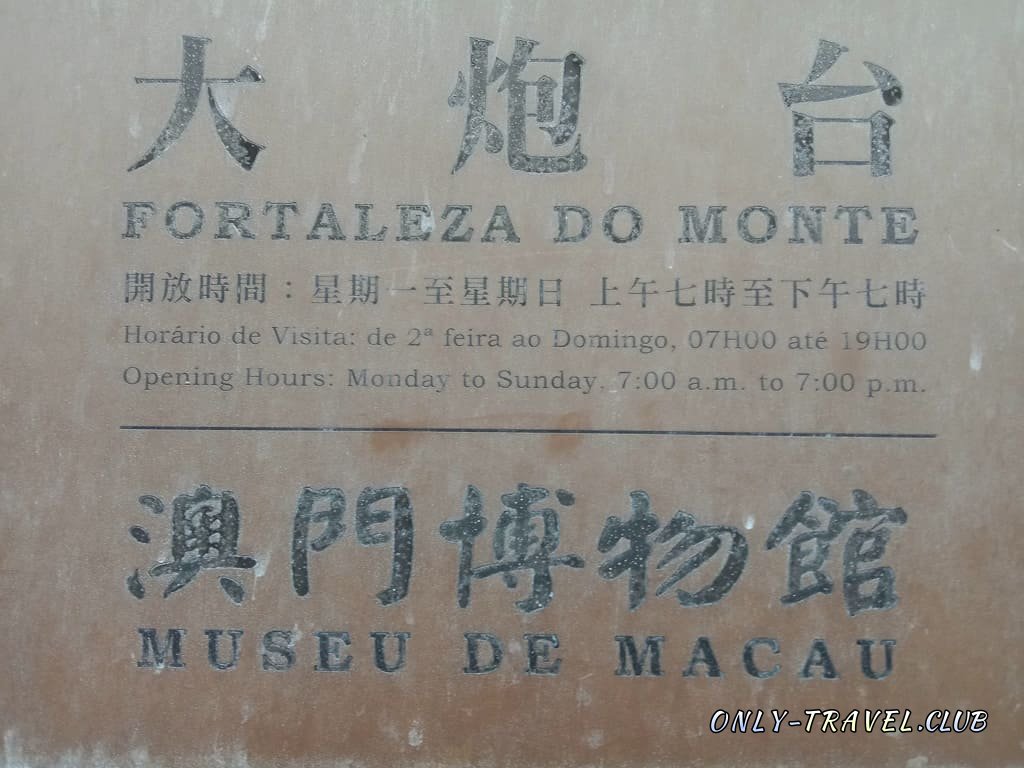 大炮台
FORTALEZA DO MONTE
開放時間：星期一至星期日 上午七時至下午七時
Horário de Visita: de 2ª feira ao Domingo, 07H00 até 19H00
Opening Hours: Monday to Sunday, 7:00 a.m. to 7:00 p.m.
澳門博物館
MUSEU DE MACAU
ONLY-TRAVEL.CLUB